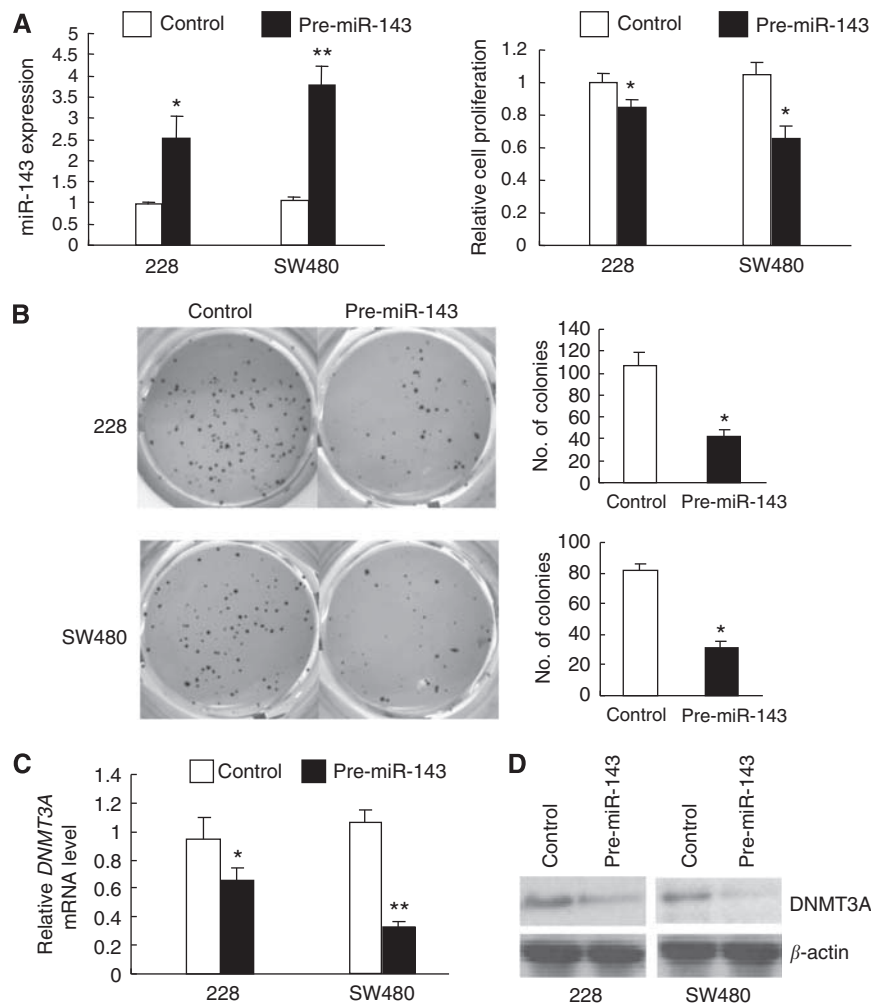 A
Control
Pre-miR-143
miR-143 expression
5
4.5
4
3.5
3
2.5
2
1.5
1
0.5
0
*
**
228
SW480
Control
Pre-miR-143
Relative cell proliferation
1.2
1
0.8
0.6
0.4
0.2
0
*
*
228
SW480
B
Control
Pre-miR-143
228
No. of colonies
140
120
100
80
60
40
20
0
*
Control
Pre-miR-143
SW480
No. of colonies
100
80
60
40
20
0
*
Control
Pre-miR-143
C
Control
Pre-miR-143
Relative DNMT3A
mRNA level
1.4
1.2
1
0.8
0.6
0.4
0.2
0
*
**
228
SW480
D
Control
Pre-miR-143
Control
Pre-miR-143
DNMT3A
β-actin
228
SW480